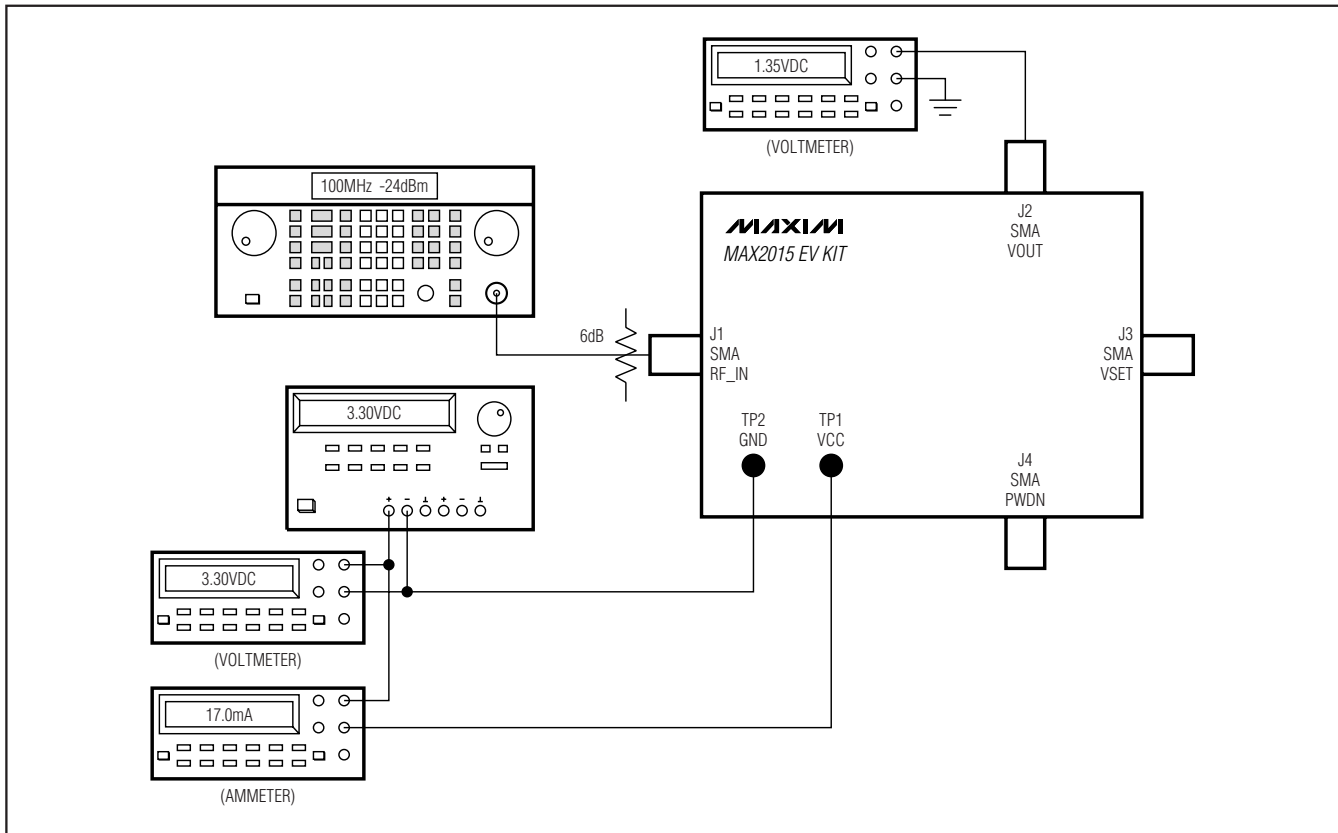 1.35VDC
(VOLTMETER)
100MHz -24dBm
MAXIM
MAX2015 EV KIT
J2
SMA
VOUT
6dB
J1
SMA
RF_IN
J3
SMA
VSET
3.30VDC
+ − ⊥ + − ⊥
TP2
GND
TP1
VCC
J4
SMA
PWDN
3.30VDC
(VOLTMETER)
17.0mA
(AMMETER)